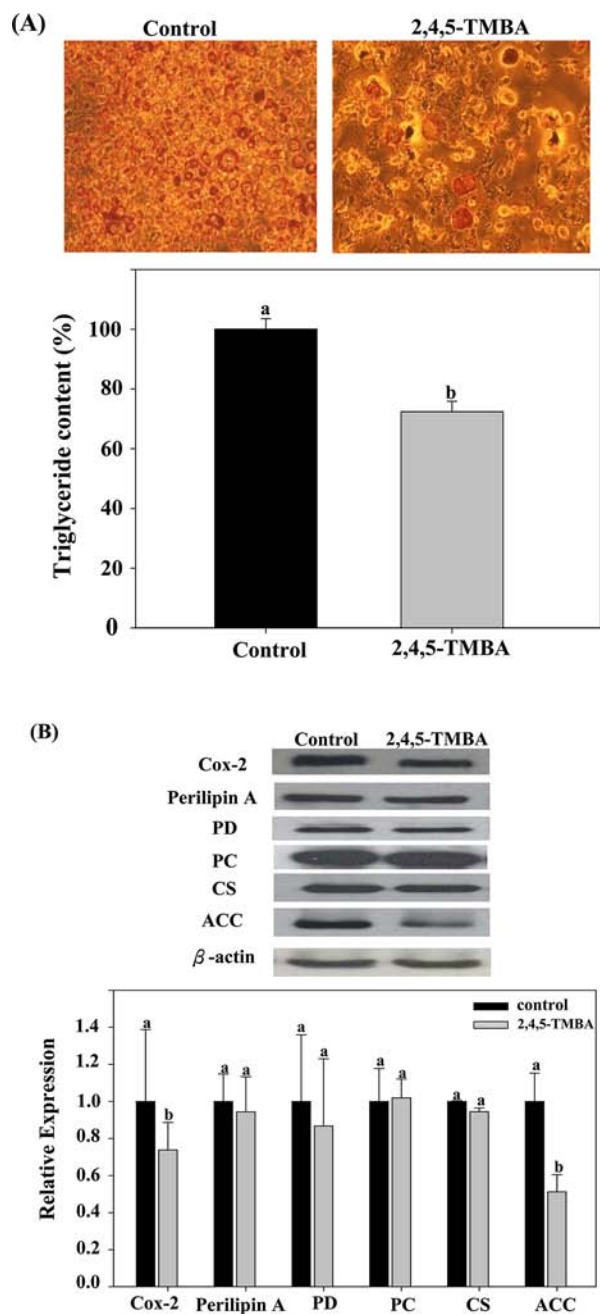 (A)
Control 2,4,5-TMBA
Triglyceride content (%)
100
80
60
40
20
0
a
b
Control 2,4,5-TMBA
(B)
Control 2,4,5-TMBA
Cox-2
Perilipin A
PD
PC
CS
ACC
β-actin
Relative Expression
1.4
1.2
1.0
0.8
0.6
0.4
0.2
0.0
control
2,4,5-TMBA
a b a a a a a a a a a b
Cox-2 Perilipin A PD PC CS ACC